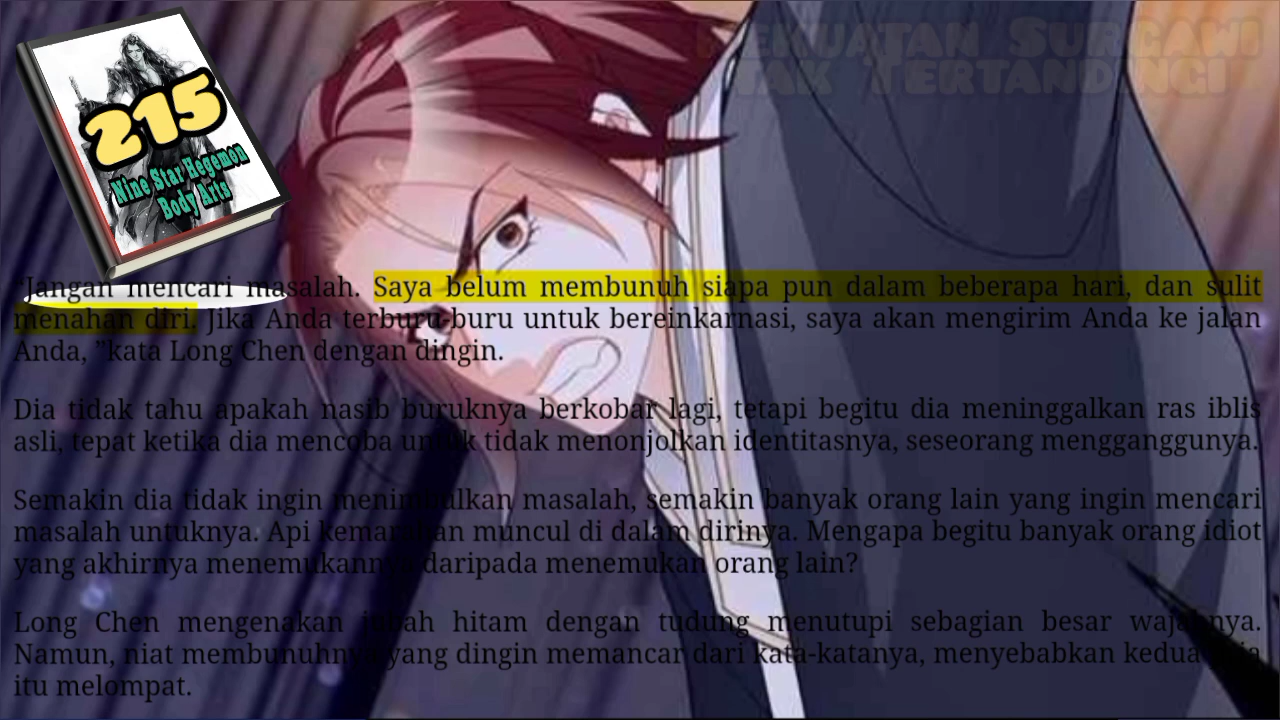 KEKUATAN SURGAWI
TAK TERTANDINGI
215
Nine Star Hegemon
Body Arts
“Jangan mencari masalah. Saya belum membunuh siapa pun dalam beberapa hari, dan sulit
menahan diri. Jika Anda terburu-buru untuk bereinkarnasi, saya akan mengirim Anda ke jalan
Anda, ”kata Long Chen dengan dingin.
Dia tidak tahu apakah nasib buruknya berkobar lagi, tetapi begitu dia meninggalkan ras iblis
asli, tepat ketika dia mencoba untuk tidak menonjolkan identitasnya, seseorang mengganggunya.
Semakin dia tidak ingin menimbulkan masalah, semakin banyak orang lain yang ingin mencari
masalah untuknya. Api kemarahan muncul di dalam dirinya. Mengapa begitu banyak orang idiot
yang akhirnya menemukannya daripada menemukan orang lain?
Long Chen mengenakan jubah hitam dengan tudung menutupi sebagian besar wajahnya.
Namun, niat membunuhnya yang dingin memancar dari kata-katanya, menyebabkan kedua pria
itu melompat.